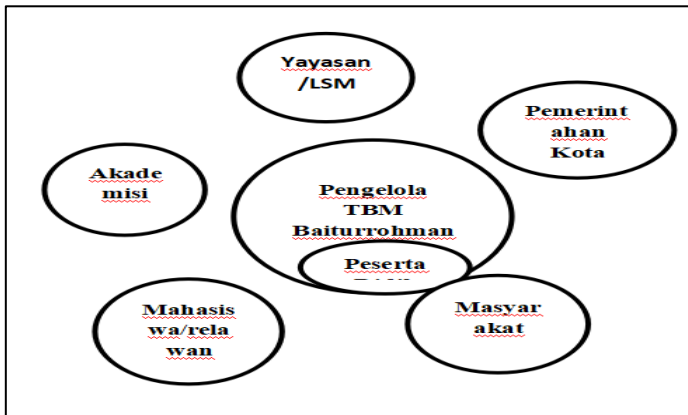 Yayasan
/LSM
Pemerint
ahan
Kota
Akade
misi
Pengelola
TBM
Baiturrohman
Peserta
Mahasis
wa/rela
wan
Masyar
akat